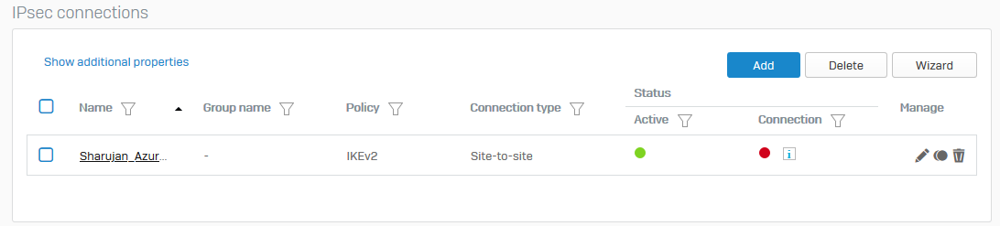 IPsec connections
Show additional properties
Add
Delete
Wizard
Name
Group name
Policy
Connection type
Status
Active
Connection
Manage
Sharujan_Azur...
-
IKEv2
Site-to-site
i